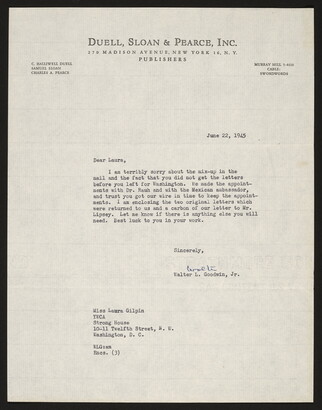 DUELL, SLOAN & PEARCE, INC.
270 MADISON AVENUE, NEW YORK 16, N. Y.
PUBLISHERS
C. HALLIWELL DUELL
SAMUEL SLOAN
CHARLES A. PEARCE
MURRAY HILL
CABLE:
SWORDWORDS
June 22, 1945
Dear Laura,
I am terribly sorry about the mix-up in the
mail and the fact that you did not get the letters
before you left for Washington. We made the appoint-
ments with Dr. and with the Mexican ambassador,
and trust you got our wire in time to keep the appoint-
ments. I am enclosing the two original letters which
were returned to us and a carbon of our letter to Mr.
Lipsey. Let me know if there is anything else you will
need. Best luck to you in your work.
Sincerely,
Walter L. Goodwin, Jr.
Miss Laura Gilpin
YWCA
Strong House
10-11 Twelfth Street, N. W.
Washington, D. C.
Encs. (3)